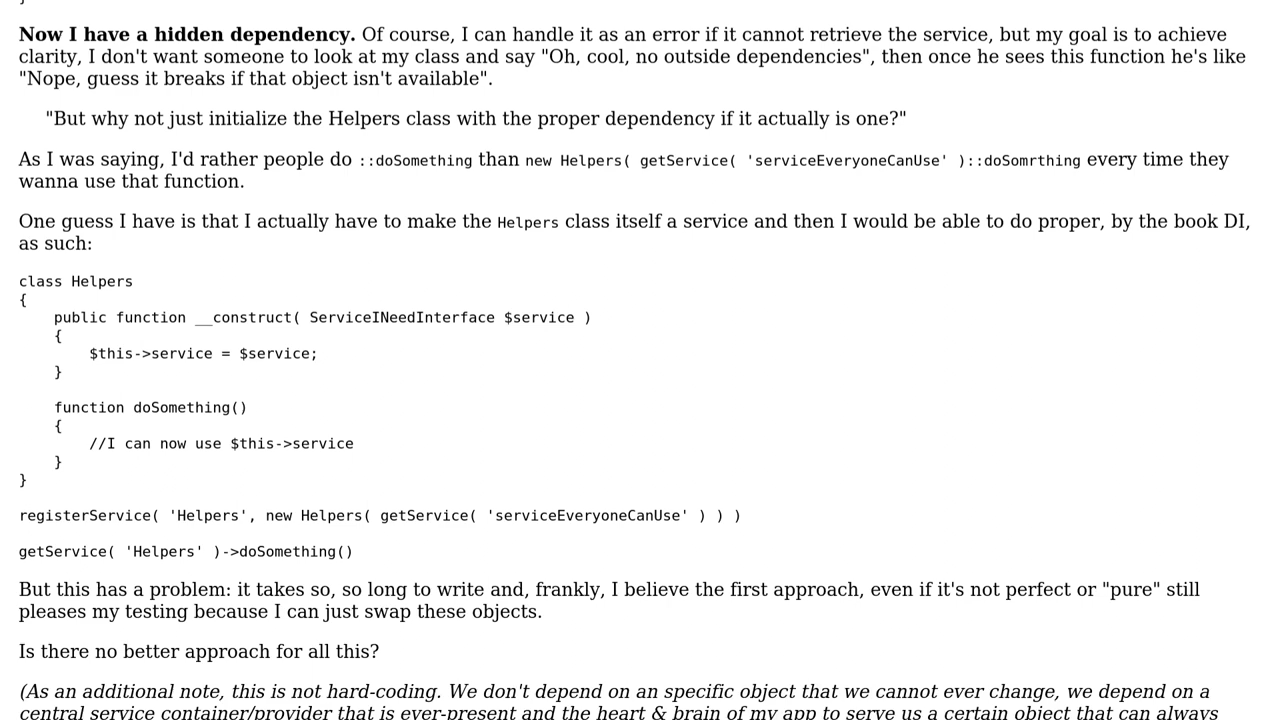 }
Now I have a hidden dependency. Of course, I can handle it as an error if it cannot retrieve the service, but my goal is to achieve
clarity, I don't want someone to look at my class and say "Oh, cool, no outside dependencies", then once he sees this function he's like
"Nope, guess it breaks if that object isn't available".
"But why not just initialize the Helpers class with the proper dependency if it actually is one?"
As I was saying, I'd rather people do ::doSomething than new Helpers( getService( 'serviceEveryoneCanUse' )::doSomrthing every time they
wanna use that function.
One guess I have is that I actually have to make the Helpers class itself a service and then I would be able to do proper, by the book DI,
as such:
class Helpers
{
    public function __construct( ServiceINeedInterface $service )
    {
        $this->service = $service;
    }
    function doSomething()
    {
        //I can now use $this->service
    }
}
registerService( 'Helpers', new Helpers( getService( 'serviceEveryoneCanUse' ) ) )
getService( 'Helpers' )->doSomething()
But this has a problem: it takes so, so long to write and, frankly, I believe the first approach, even if it's not perfect or "pure" still
pleases my testing because I can just swap these objects.
Is there no better approach for all this?
(As an additional note, this is not hard-coding. We don't depend on an specific object that we cannot ever change, we depend on a
central service container/provider that is ever-present and the heart & brain of my app to serve us a certain object that can always